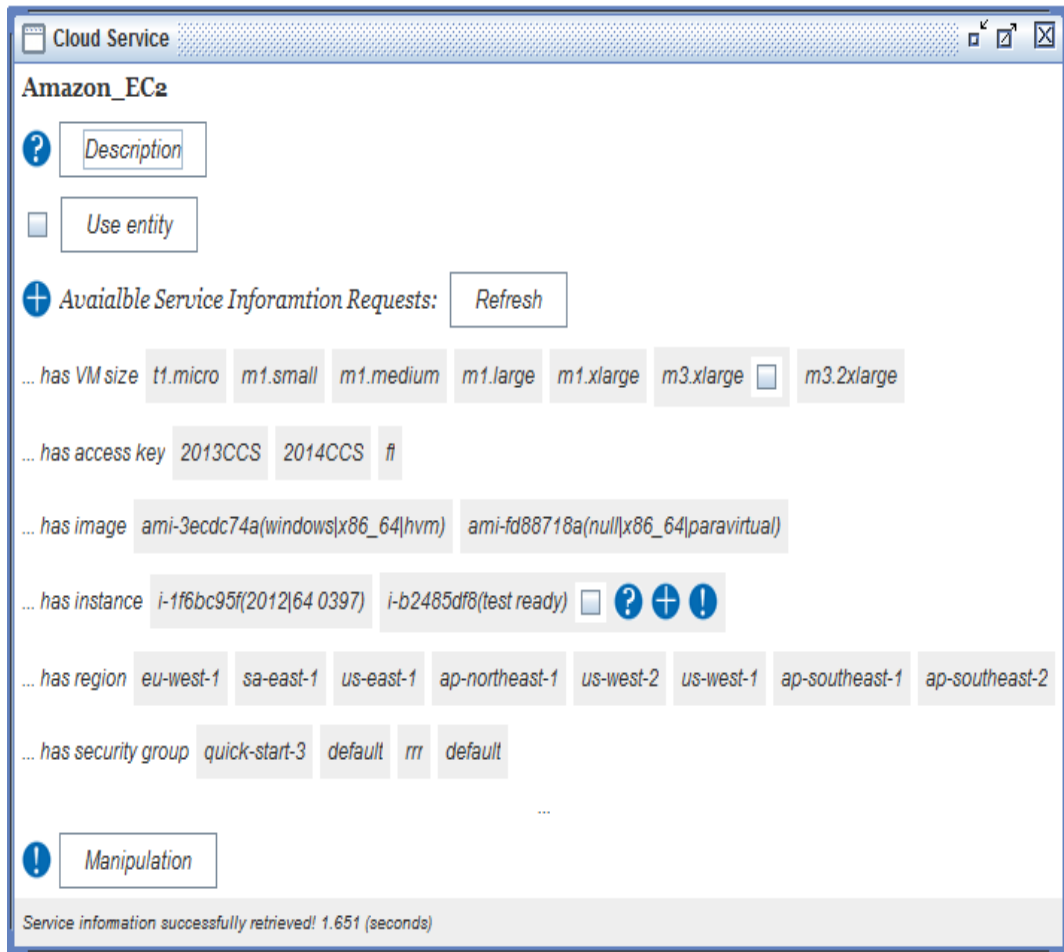 Cloud Service
Amazon_EC2
? Description
Use entity
Avaialble Service Inforamtion Requests: Refresh
... has VM size t1.micro m1.small m1.medium m1.large m1.xlarge m3.xlarge m3.2xlarge
... has access key 2013CCS 2014CCS fl
... has image ami-3ecdc74a(windows|x86_64|hvm) ami-fd88718a(null|x86_64|paravirtual)
... has instance i-1f6bc95f(2012|64 0397) i-b2485df8(test ready) ? + !
... has region eu-west-1 sa-east-1 us-east-1 ap-northeast-1 us-west-2 us-west-1 ap-southeast-1 ap-southeast-2
... has security group quick-start-3 default rrr default
...
! Manipulation
Service information successfully retrieved! 1.651 (seconds)